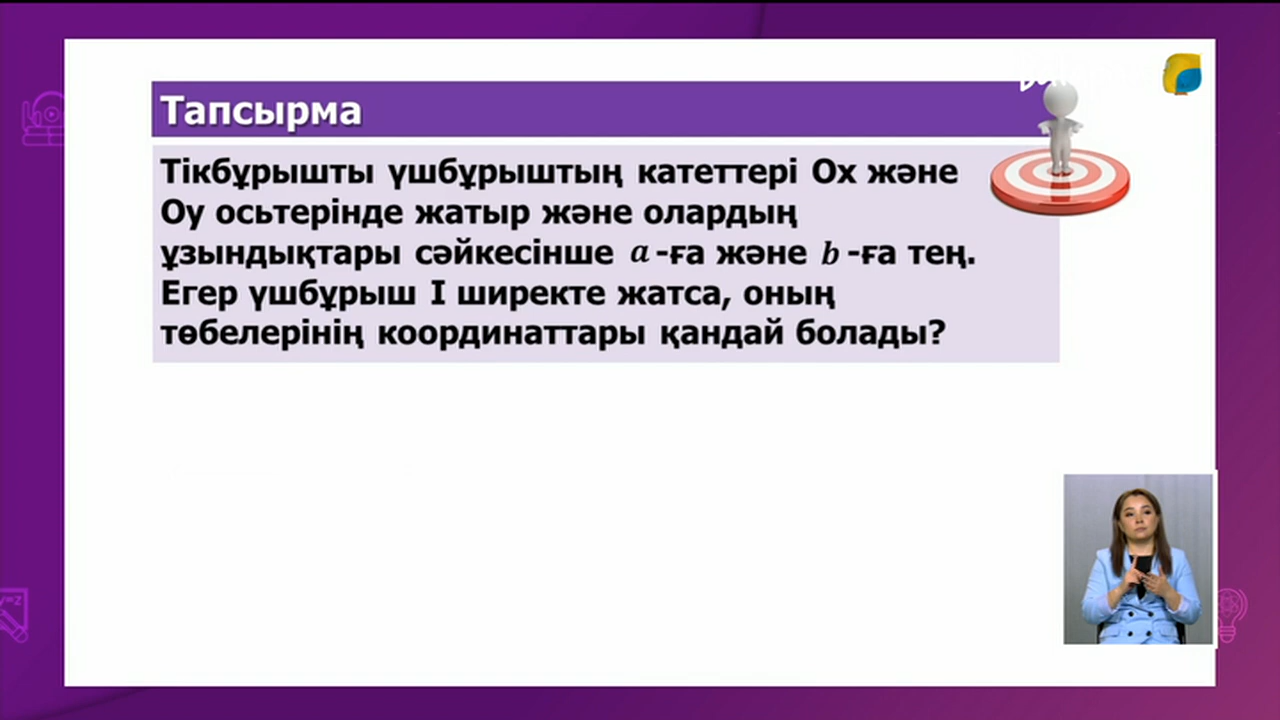 Тапсырма
Тікбұрышты үшбұрыштың катеттері Ох және
Оу осьтерінде жатыр және олардың
ұзындықтары сәйкесінше a -ға және b -ға тең.
Егер үшбұрыш I ширекте жатса, оның
төбелерінің координаттары қандай болады?